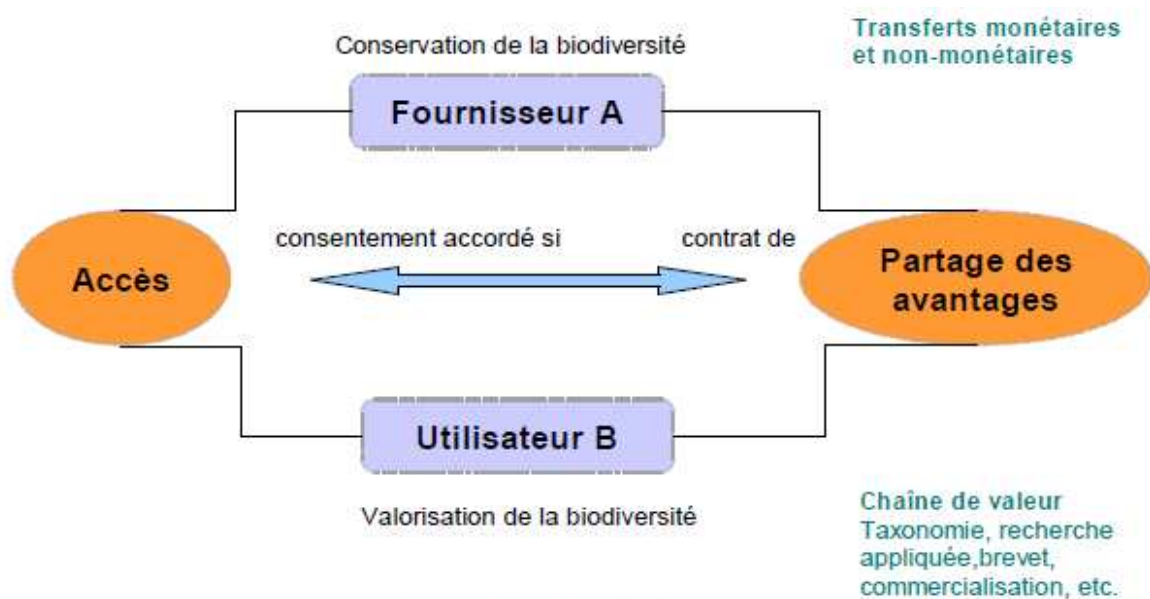 Conservation de la biodiversité
Transferts monétaires
et non-monétaires
Fournisseur A
consentement accordé si
contrat de
Accès
Partage des
avantages
Utilisateur B
Valorisation de la biodiversité
Chaîne de valeur
Taxonomie, recherche
appliquée,brevet,
commercialisation, etc.